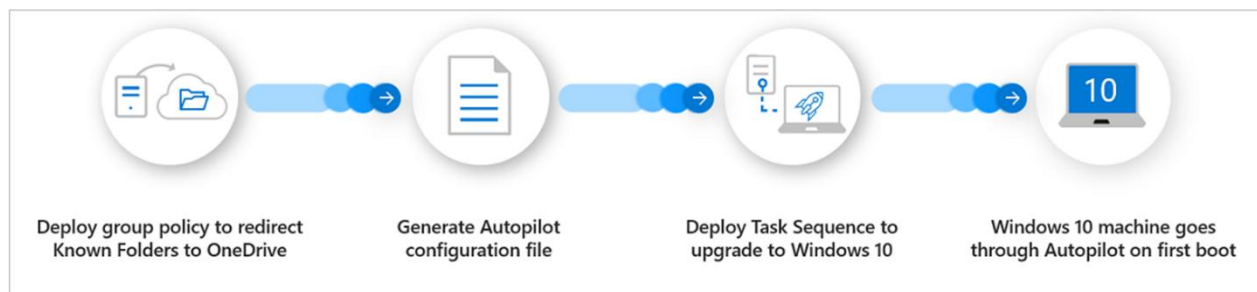 10
Deploy group policy to redirect
Known Folders to OneDrive
Generate Autopilot
configuration file
Deploy Task Sequence to
upgrade to Windows 10
Windows 10 machine goes
through Autopilot on first boot